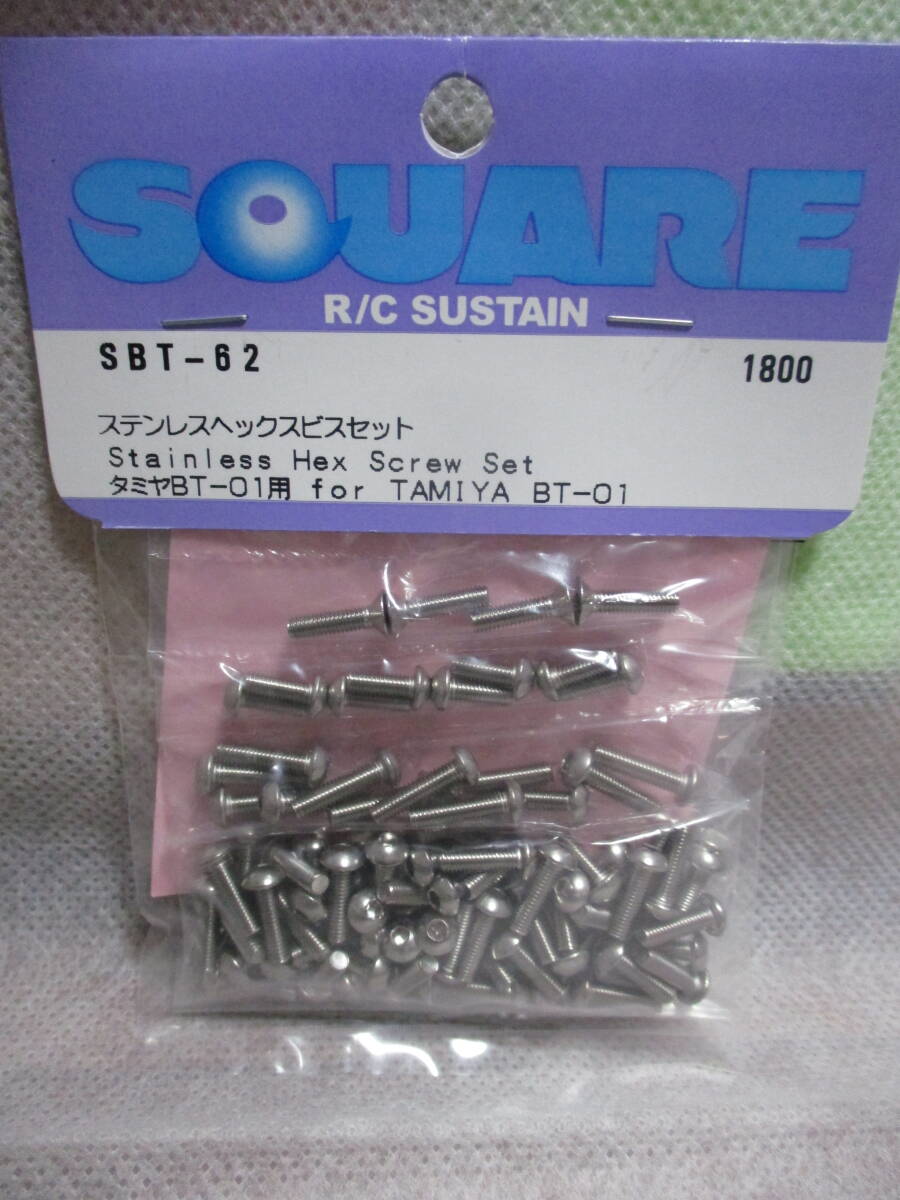 SQUARE
R/C SUSTAIN
SBT-62 1800
ステンレスヘックスビスセット
Stainless Hex Screw Set
タミヤBT-01用 for TAMIYA BT-01